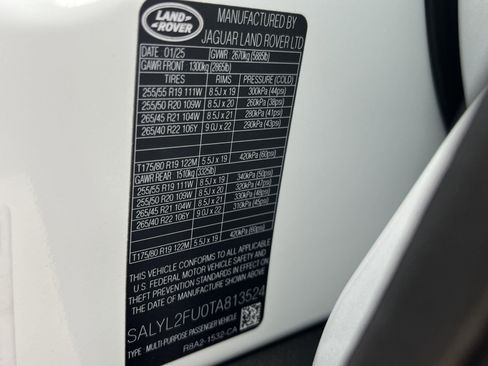 LAND
ROVER
MANUFACTURED BY
JAGUAR LAND ROVER LTD
DATE 01/25 GVWR 2670kg (5885lb)
GAWR FRONT 1300kg (2865lb)
TIRES RIMS PRESSURE (COLD)
255/55 R19 111W 8.5J x 19 300kPa (44psi)
255/50 R20 109W 8.5J x 20 260kPa (38psi)
265/45 R21 104W 8.5J x 21 280kPa (41psi)
265/40 R22 106Y 9.0J x 22 290kPa (43psi)
T175/80 R19 122M 5.5J x 19 420kPa (60psi)
GAWR REAR 1510kg 3325lb)
255/55 R19 111W 8.5J x 19 340kPa (50psi)
255/50 R20 109W 8.5J x 20 320kPa (47psi)
265/45 R21 104W 8.5J x 21 330kPa (48psi)
265/40 R22 106Y 9.0J x 22 310kPa (45psi)
T175/80 R19 122M 5.5J x 19 420kPa (60psi)
THIS VEHICLE CONFORMS TO ALL APPLICABLE
U.S. FEDERAL MOTOR VEHICLE SAFETY AND
THEFT PREVENTION STANDARDS IN EFFECT ON
THE DATE OF MANUFACTURE SHOWN ABOVE.
SALYL2FU0TA813524
TYPE: MULTI-PURPOSE PASSENGER VEHICLE
R8A2-1532-CA